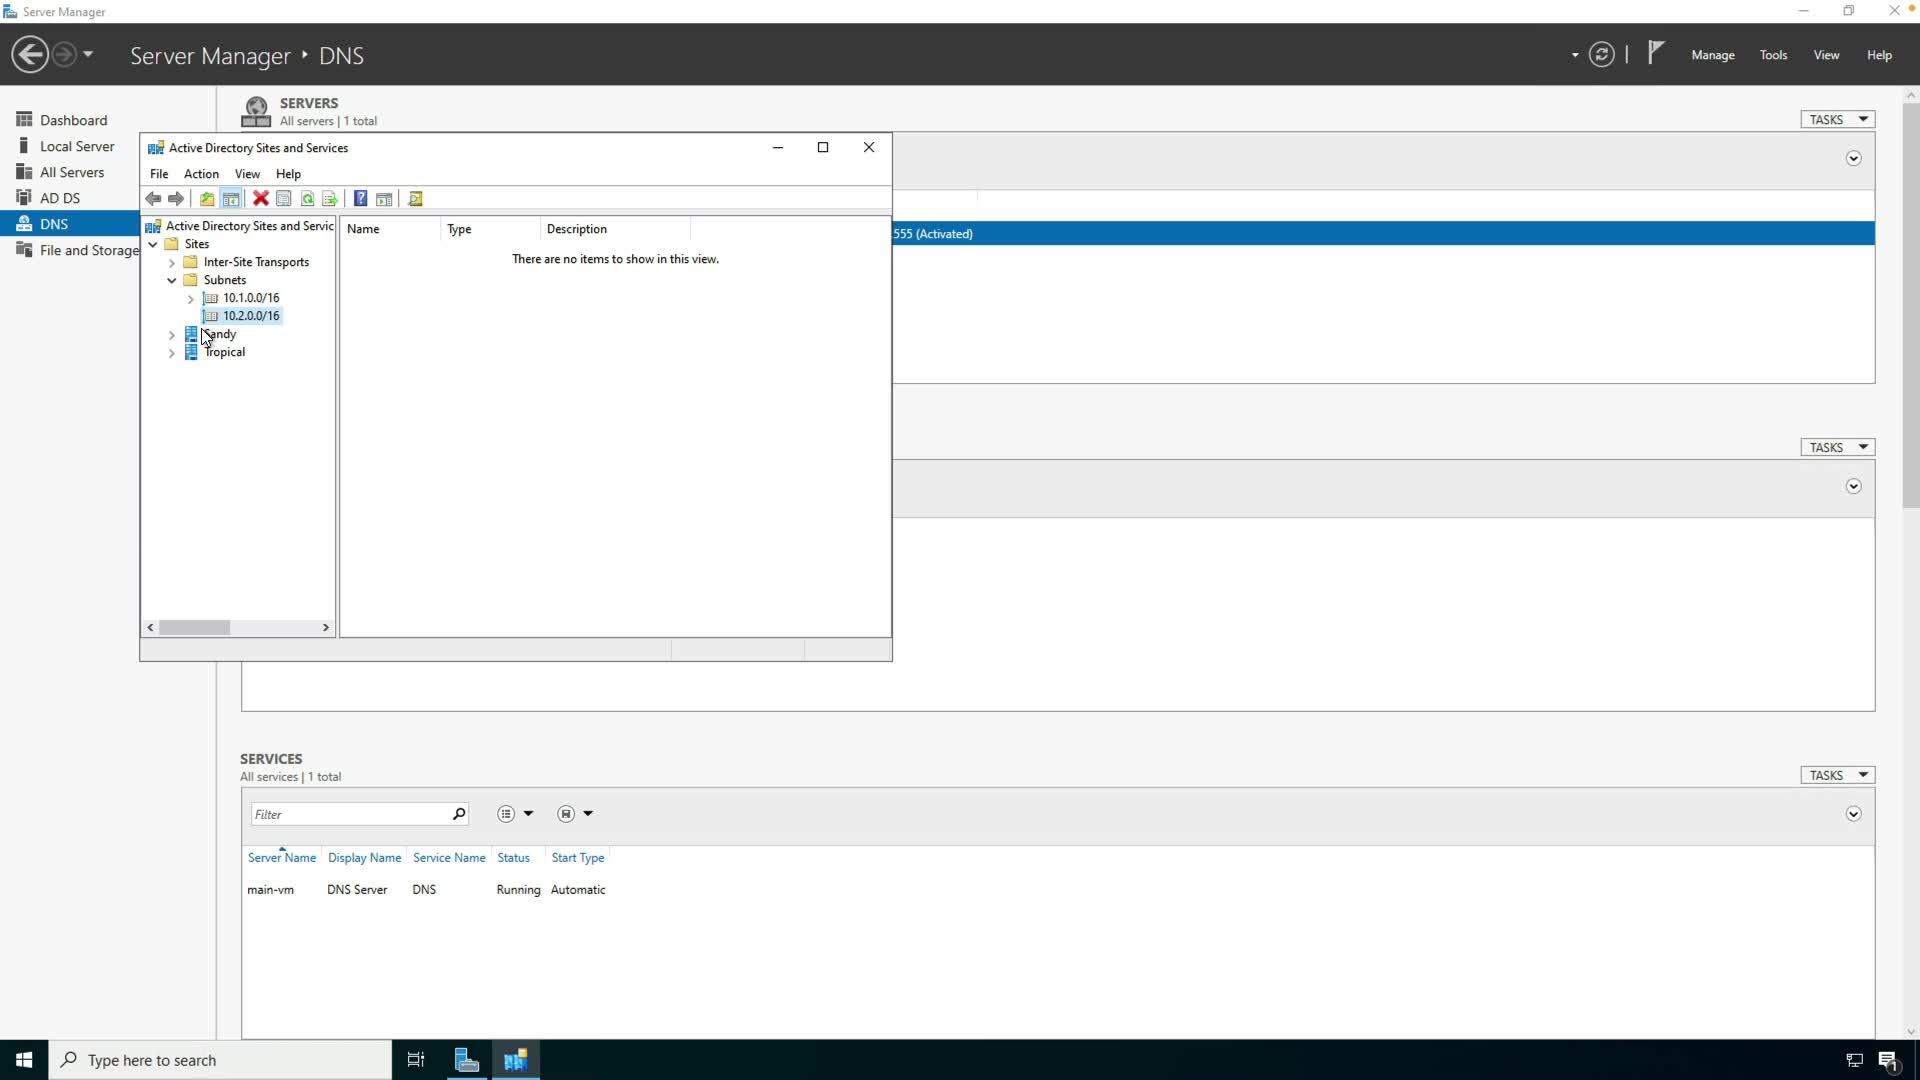 Server Manager
Server Manager ‣ DNS
Manage Tools View Help
Dashboard
Local Server
All Servers
AD DS
DNS
File and Storage
SERVERS
All servers | 1 total
TASKS
Active Directory Sites and Services
File Action View Help
Active Directory Sites and Servic
Sites
Inter-Site Transports
Subnets
10.1.0.0/16
10.2.0.0/16
Tropical
Name Type Description
There are no items to show in this view.
555 (Activated)
TASKS
SERVICES
All services | 1 total
TASKS
Filter
Server Name Display Name Service Name Status Start Type
main-vm DNS Server DNS Running Automatic
Type here to search
1